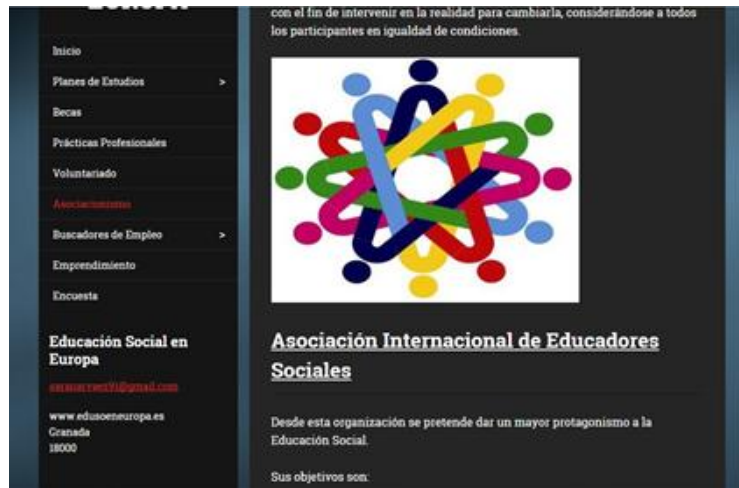 Inicio
Planes de Estudios >
Becas
Prácticas Profesionales
Voluntariado
Asociacionismo
Buscadores de Empleo >
Emprendimiento
Encuesta
Educación Social en
Europa
www.edusoeneuropa.es
Granada
18000
con el fin de intervenir en la realidad para cambiarla, considerándose a todos
los participantes en igualdad de condiciones.
Asociación Internacional de Educadores
Sociales
Desde esta organización se pretende dar un mayor protagonismo a la
Educación Social.
Sus objetivos son: